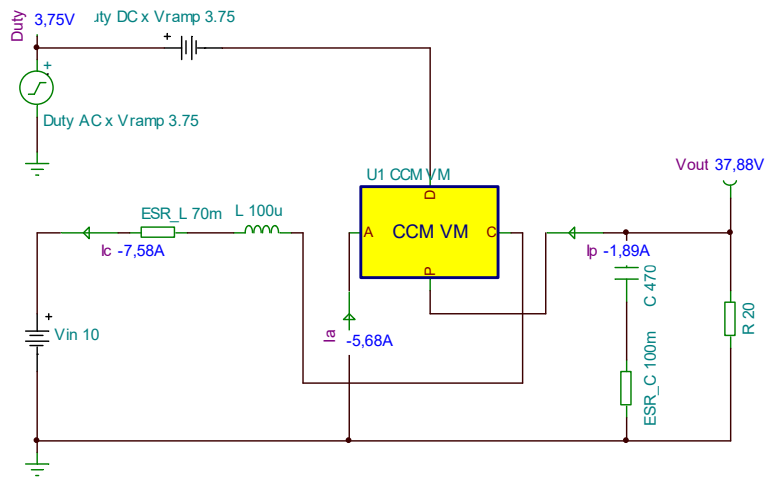 Duty 3,75V
ɹty DC x Vramp 3.75
+
+
Duty AC x Vramp 3.75
Vout 37,88V
U1 CCM VM
D
ESR_L 70m
L 100u
A
CCM VM
C
P
Ic -7,58A
Ip -1,89A
C 470
+
Vin 10
Ia
-5,68A
R 20
ESR_C 100m